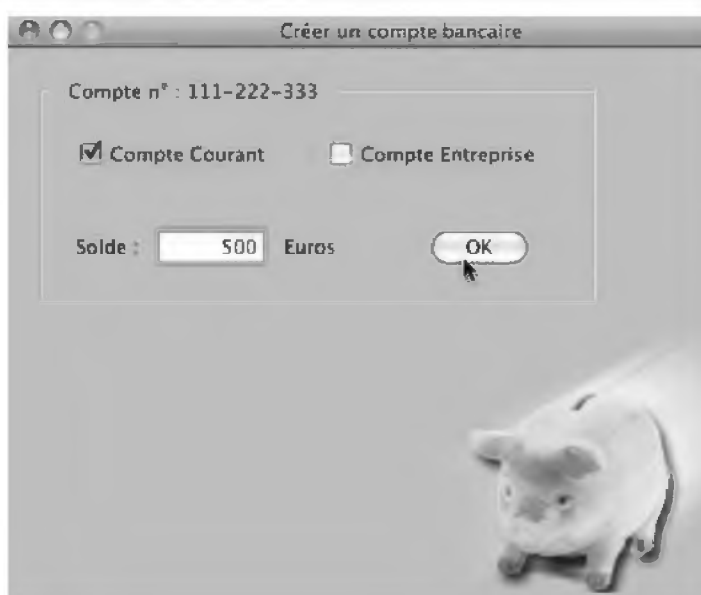 Créer un compte bancaire
Compte n° : 111-222-333
Compte Courant
Compte Entreprise
Solde :
500
Euros
OK